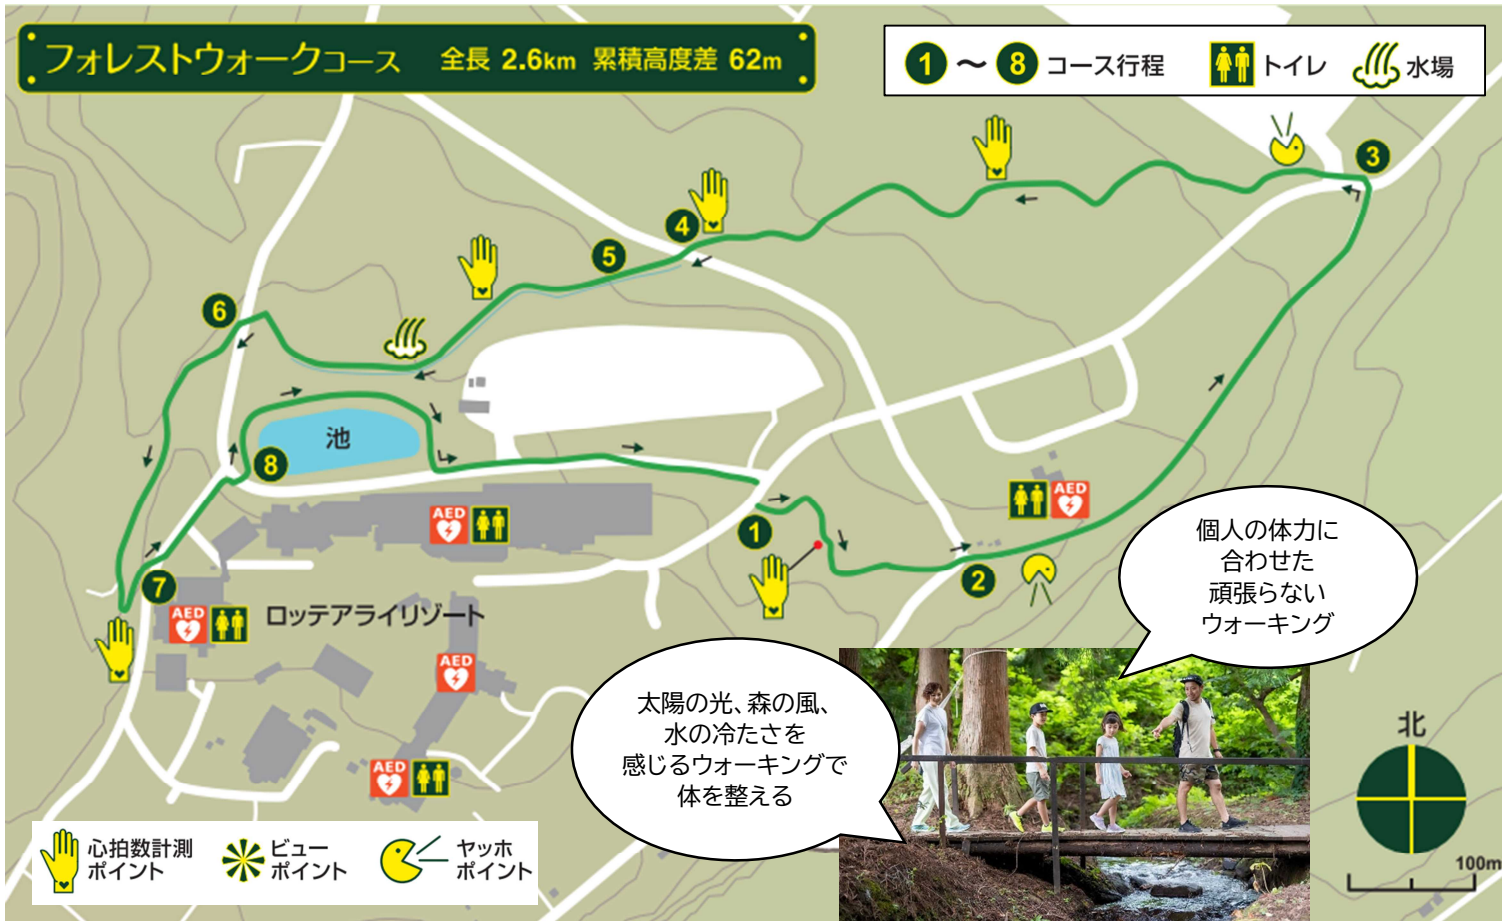 フォレストウォークコース 全長 2.6km 累積高度差 62m
1 ～ 8 コース行程 トイレ 水場
3
4
5
6
池
8
AED
AED
1
2
7
AED
ロッテアライリゾート
AED
AED
個人の体力に
合わせた
頑張らない
ウォーキング
太陽の光、森の風、
水の冷たさを
感じるウォーキングで
体を整える
北
100m
心拍数計測
ポイント
ビュー
ポイント
ヤッホ
ポイント